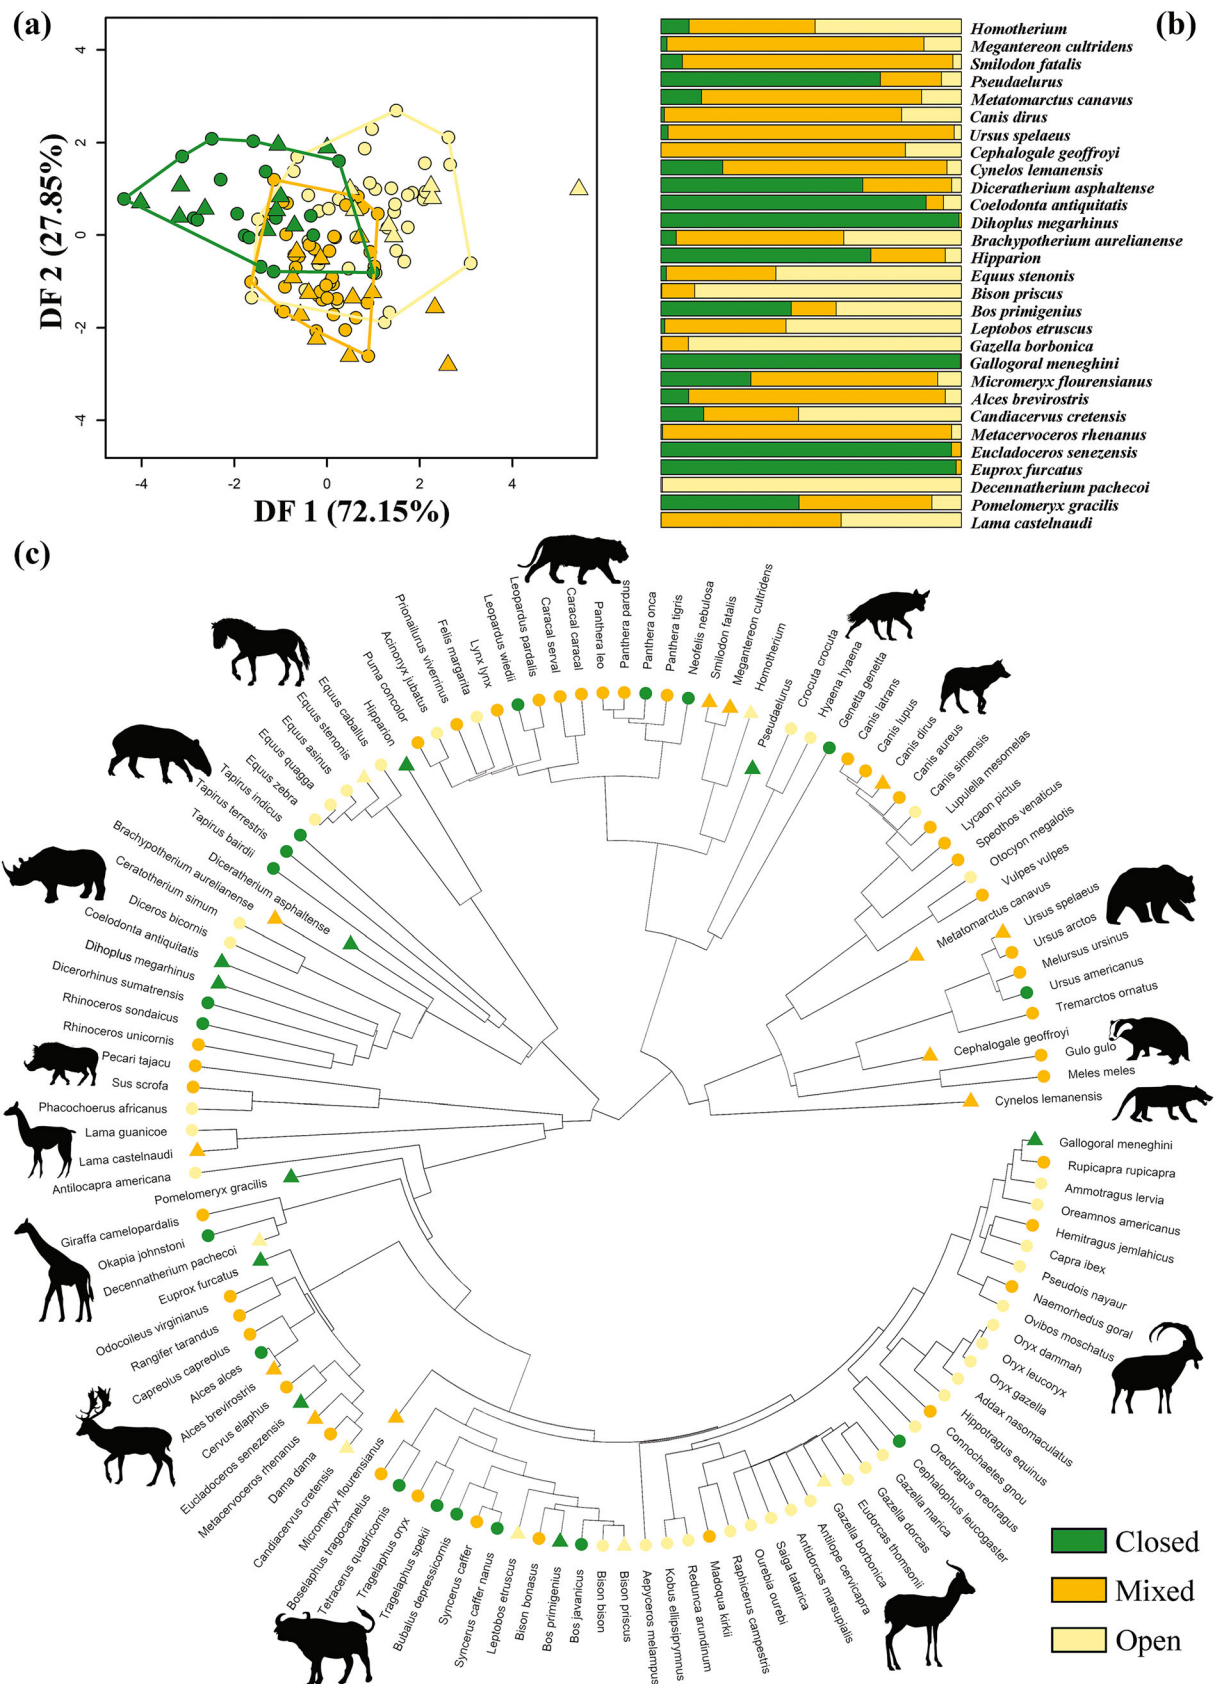 (a)
4
2
0
-2
-4
DF 2 (27.85%)
-4
-2
0
2
4
DF 1 (72.15%)
(b)
Homotherium
Megantereon cultridens
Smilodon fatalis
Pseudaelurus
Metatomarctus canavus
Canis dirus
Ursus spelaeus
Cephalogale geoffroyi
Cynelos lemanensis
Diceratherium asphaltense
Coelodonta antiquitatis
Dihoplus megarhinus
Brachypotherium aurelianense
Hipparion
Equus stenonis
Bison priscus
Bos primigenius
Leptobos etruscus
Gazella borbonica
Gallogoral meneghini
Micromeryx flourensianus
Alces brevirostris
Candiacervus cretensis
Metacervoceros rhenanus
Eucladoceros senezensis
Euprox furcatus
Decennatherium pachecoi
Pomelomeryx gracilis
Lama castelnaudi
(c)
Hipparion
Puma concolor
Acinonyx jubatus
Prionailurus viverrinus
Felis margarita
Lynx lynx
Leopardus wiedii
Leopardus pardalis
Caracal serval
Caracal caracal
Panthera leo
Panthera pardus
Panthera onca
Panthera tigris
Neofelis nebulosa
Smilodon fatalis
Megantereon cultridens
Homotherium
Pseudaelurus
Crocuta crocuta
Hyaena hyaena
Genetta genetta
Canis latrans
Canis lupus
Canis dirus
Canis aureus
Canis simensis
Lupulella mesomelas
Lycaon pictus
Speothos venaticus
Otocyon megalotis
Vulpes vulpes
Metatomarctus canavus
Ursus spelaeus
Ursus arctos
Melursus ursinus
Ursus americanus
Tremarctos ornatus
Cephalogale geoffroyi
Gulo gulo
Meles meles
Cynelos lemanensis
Gallogoral meneghini
Rupicapra rupicapra
Ammotragus lervia
Oreamnos americanus
Hemitragus jemlahicus
Capra ibex
Pseudois nayaur
Naemorhedus goral
Ovibos moschatus
Oryx dammah
Oryx leucoryx
Oryx gazella
Addax nasomaculatus
Hippotragus equinus
Connochaetes gnou
Oreotragus oreotragus
Cephalophus leucogaster
Gazella marica
Gazella dorcas
Eudorcas thomsonii
Gazella borbonica
Antilope cervicapra
Antidorcas marsupialis
Saiga tatarica
Ourebia ourebi
Raphicerus campestris
Madoqua kirkii
Redunca arundinum
Kobus ellipsiprymnus
Aepyceros melampus
Bison priscus
Bison bison
Bos javanicus
Bos primigenius
Bison bonasus
Leptobos etruscus
Syncerus caffer nanus
Syncerus caffer
Bubalus depressicornis
Tragelaphus spekii
Tragelaphus oryx
Tetracerus quadricornis
Boselaphus tragocamelus
Micromeryx flourensianus
Candiacervus cretensis
Dama dama
Metacervoceros rhenanus
Eucladoceros senezensis
Cervus elaphus
Alces brevirostris
Alces alces
Capreolus capreolus
Rangifer tarandus
Odocoileus virginianus
Euprox furcatus
Decennatherium pachecoi
Okapia johnstoni
Giraffa camelopardalis
Pomelomeryx gracilis
Antilocapra americana
Lama castelnaudi
Lama guanicoe
Phacochoerus africanus
Sus scrofa
Pecari tajacu
Rhinoceros unicornis
Rhinoceros sondaicus
Dicerorhinus sumatrensis
Dihoplus megarhinus
Coelodonta antiquitatis
Diceros bicornis
Ceratotherium simum
Brachypotherium aurelianense
Diceratherium asphaltense
Tapirus bairdii
Tapirus terrestris
Tapirus indicus
Equus zebra
Equus quagga
Equus asinus
Equus stenonis
Equus caballus
Closed
Mixed
Open